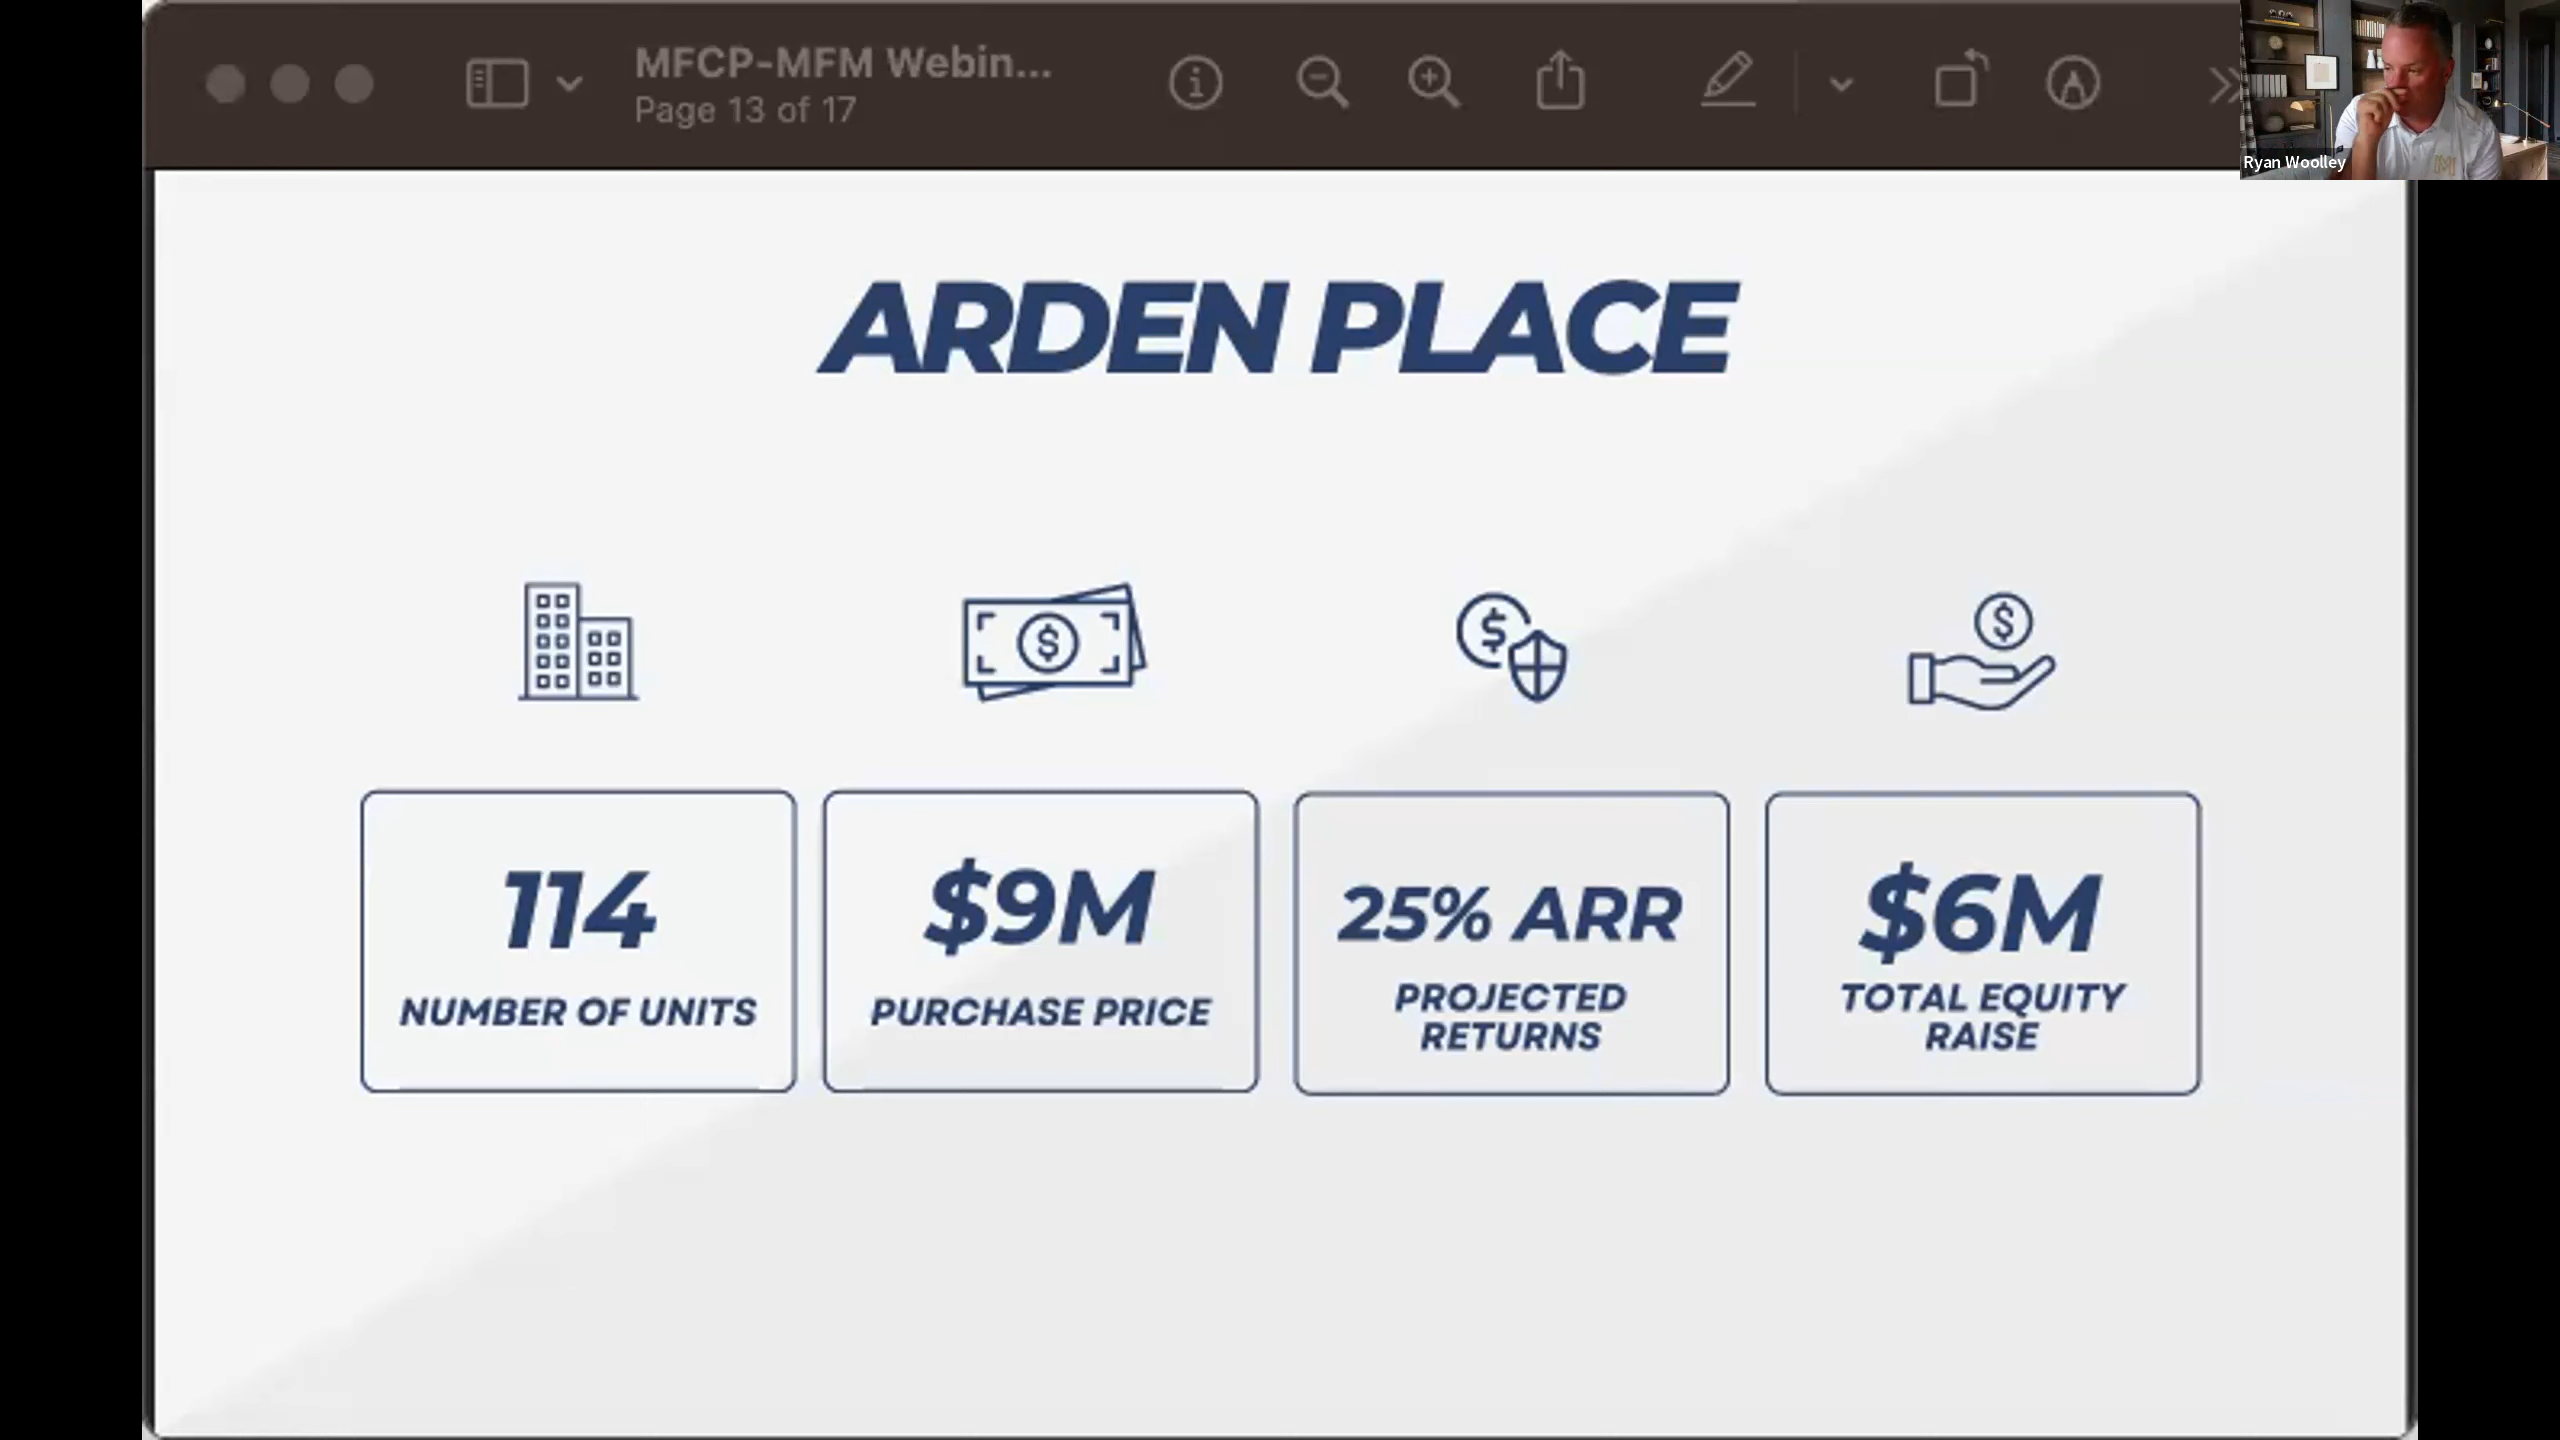 MFCP-MFM Webin...
Page 13 of 17
Ryan Woolley
ARDEN PLACE
114
NUMBER OF UNITS
$9M
PURCHASE PRICE
25% ARR
PROJECTED
RETURNS
$6M
TOTAL EQUITY
RAISE